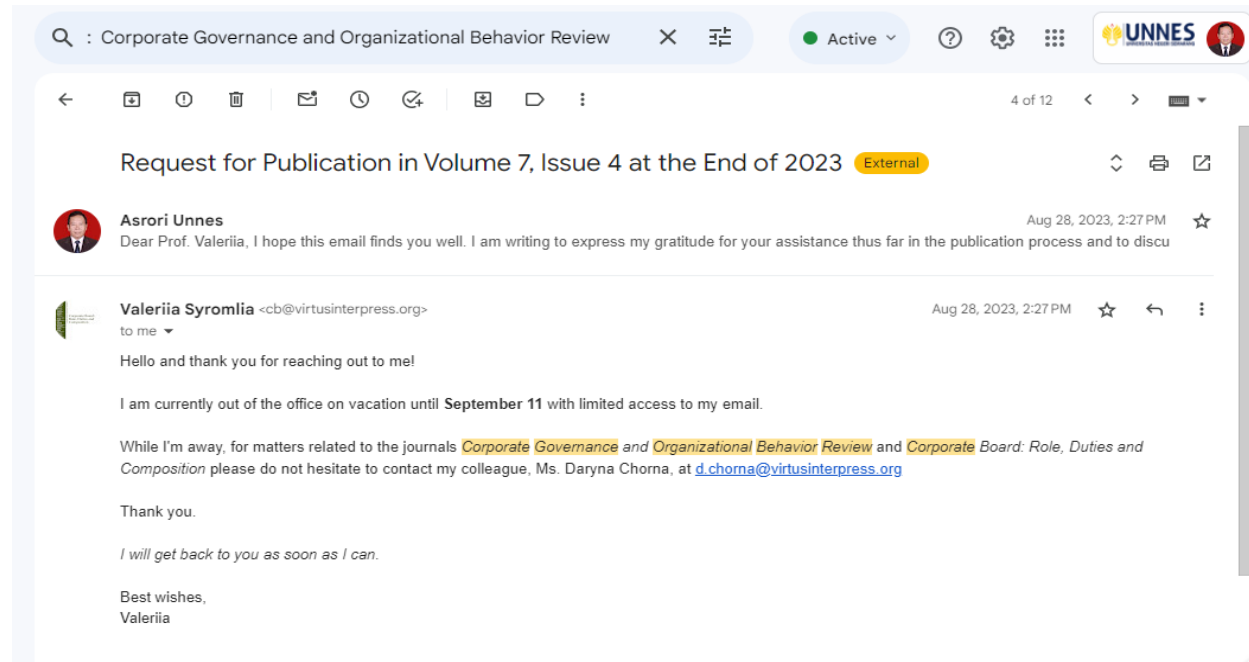 : Corporate Governance and Organizational Behavior Review
Active
UNNES
UNIVERSITAS NEGERI SEMARANG
4 of 12
Request for Publication in Volume 7, Issue 4 at the End of 2023 External
Asrori Unnes
Aug 28, 2023, 2:27 PM
Dear Prof. Valeriia, I hope this email finds you well. I am writing to express my gratitude for your assistance thus far in the publication process and to discu
Valeriia Syromlia <cb@virtusinterpress.org>
Aug 28, 2023, 2:27 PM
to me
Hello and thank you for reaching out to me!
I am currently out of the office on vacation until September 11 with limited access to my email.
While I'm away, for matters related to the journals Corporate Governance and Organizational Behavior Review and Corporate Board: Role, Duties and
Composition please do not hesitate to contact my colleague, Ms. Daryna Chorna, at d.chorna@virtusinterpress.org
Thank you.
I will get back to you as soon as I can.
Best wishes,
Valeriia